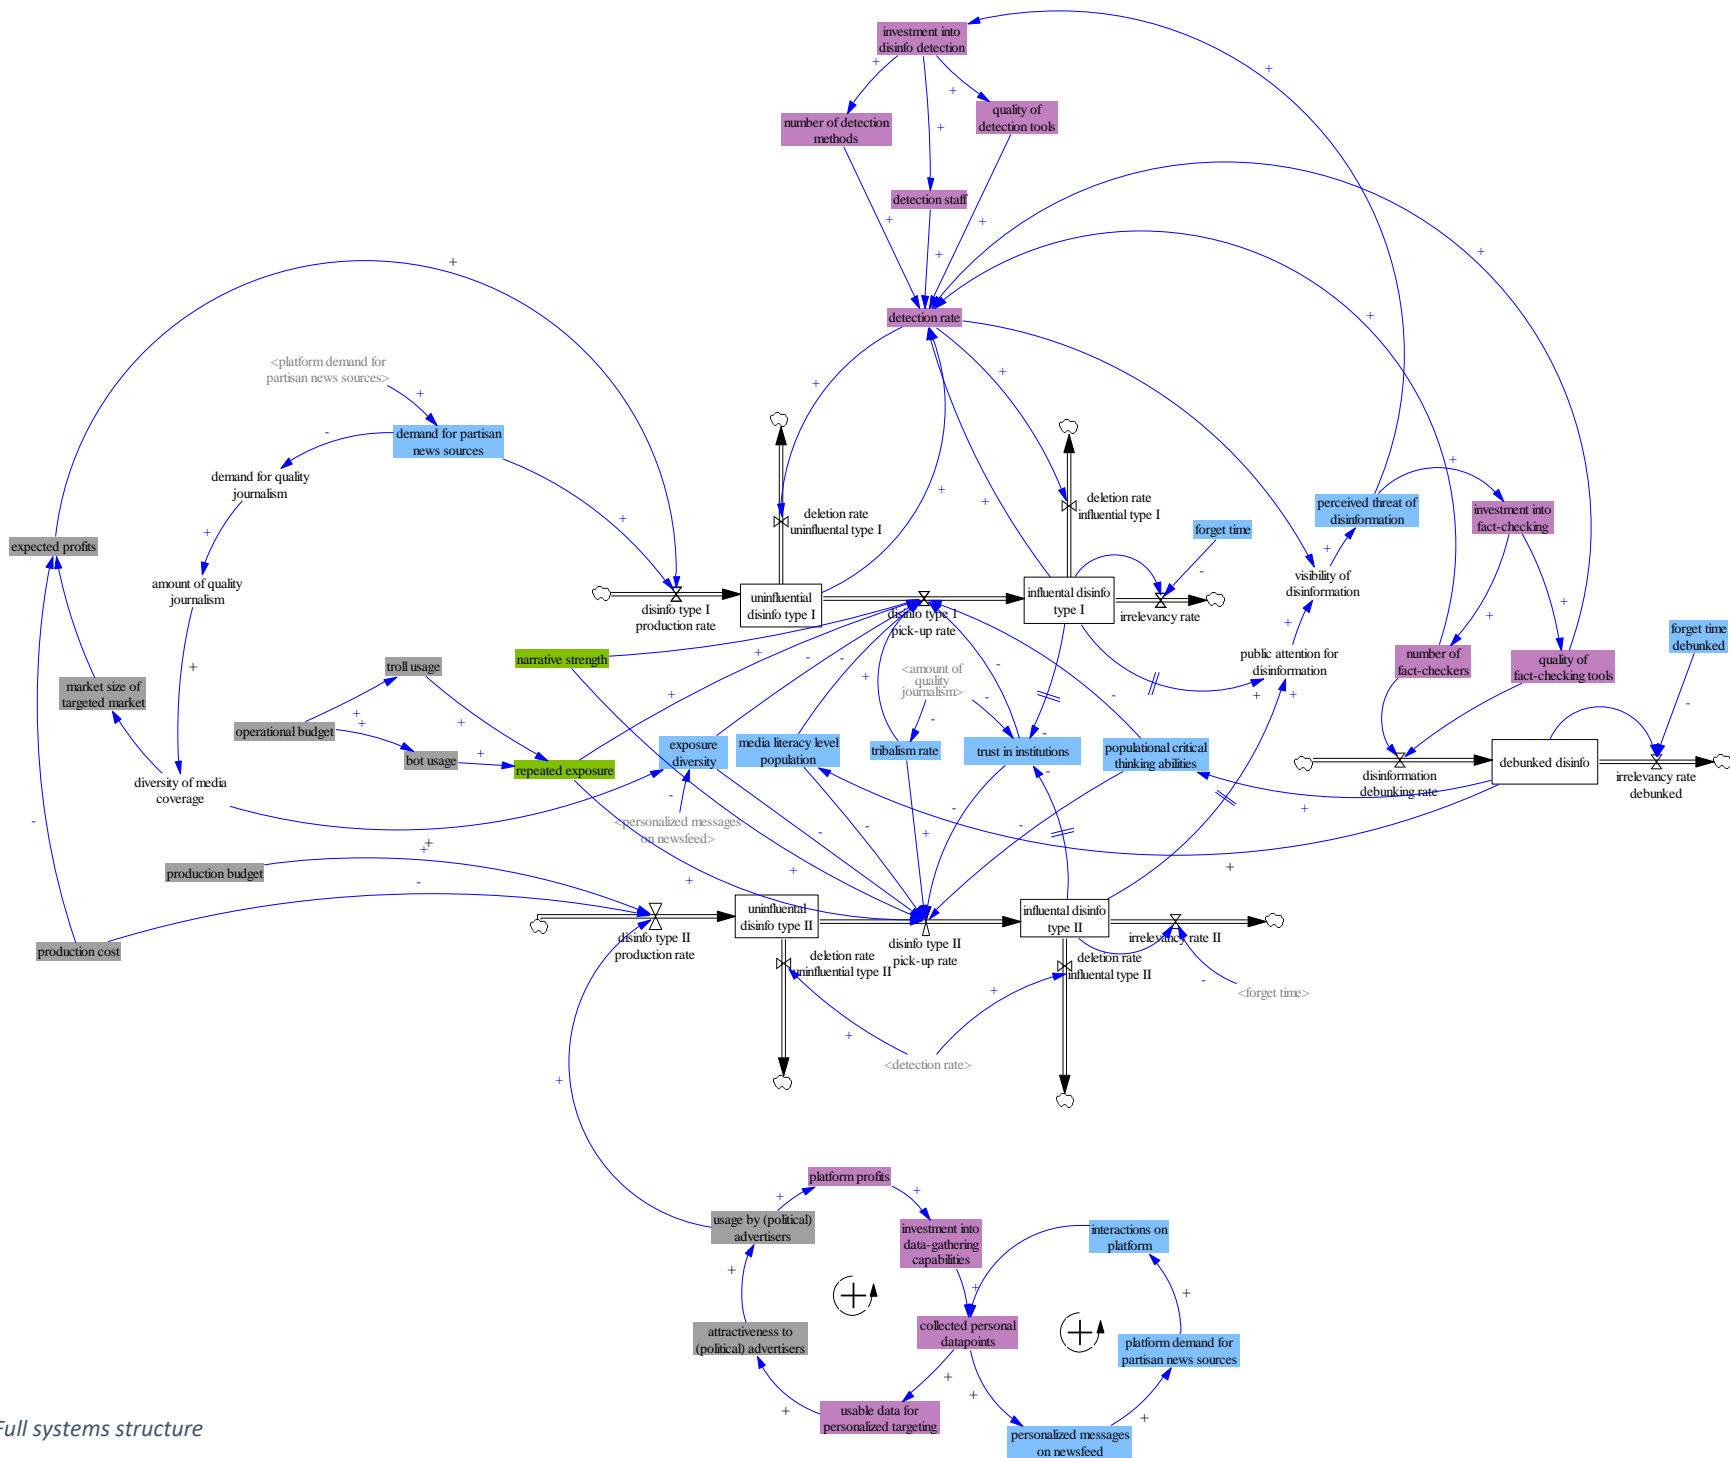 investment into
disinfo detection
number of detection
methods
quality of
detection tools
detection staff
detection rate
<platform demand for
partisan news sources>
demand for partisan
news sources
demand for quality
journalism
expected profits
amount of quality
journalism
market size of
targeted market
diversity of media
coverage
troll usage
operational budget
bot usage
narrative strength
repeated exposure
production budget
production cost
disinfo type I
production rate
uninfluential
disinfo type I
deletion rate
uninfluential type I
disinfo type I
pick-up rate
influental disinfo
type I
deletion rate
influential type I
forget time
irrelevancy rate
perceived threat of
disinformation
investment into
fact-checking
visibility of
disinformation
public attention for
disinformation
number of
fact-checkers
quality of
fact-checking tools
forget time
debunked
<amount of
quality
journalism>
exposure
diversity
media literacy level
population
tribalism rate
trust in institutions
populational critical
thinking abilities
disinformation
debunking rate
debunked disinfo
irrelevancy rate
debunked
<personalized messages
on newsfeed>
disinfo type II
production rate
uninfluental
disinfo type II
deletion rate
uninfluential type II
disinfo type II
pick-up rate
influental disinfo
type II
deletion rate
influental type II
irrelevancy rate II
<forget time>
<detection rate>
platform profits
usage by (political)
advertisers
investment into
data-gathering
capabilities
interactions on
platform
attractiveness to
(political) advertisers
collected personal
datapoints
platform demand for
partisan news sources
usable data for
personalized targeting
personalized messages
on newsfeed
Full systems structure